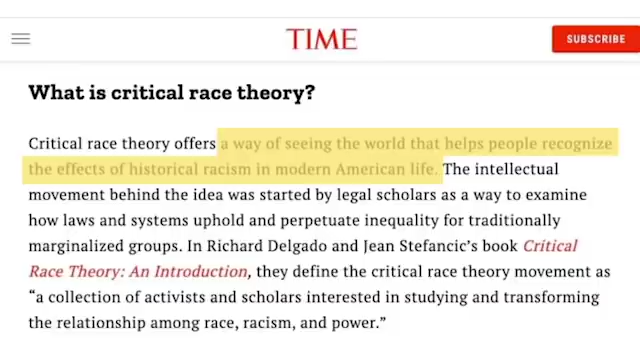 TIME
SUBSCRIBE
What is critical race theory?
Critical race theory offers a way of seeing the world that helps people recognize
the effects of historical racism in modern American life. The intellectual
movement behind the idea was started by legal scholars as a way to examine
how laws and systems uphold and perpetuate inequality for traditionally
marginalized groups. In Richard Delgado and Jean Stefancic’s book Critical
Race Theory: An Introduction, they define the critical race theory movement as
“a collection of activists and scholars interested in studying and transforming
the relationship among race, racism, and power.”